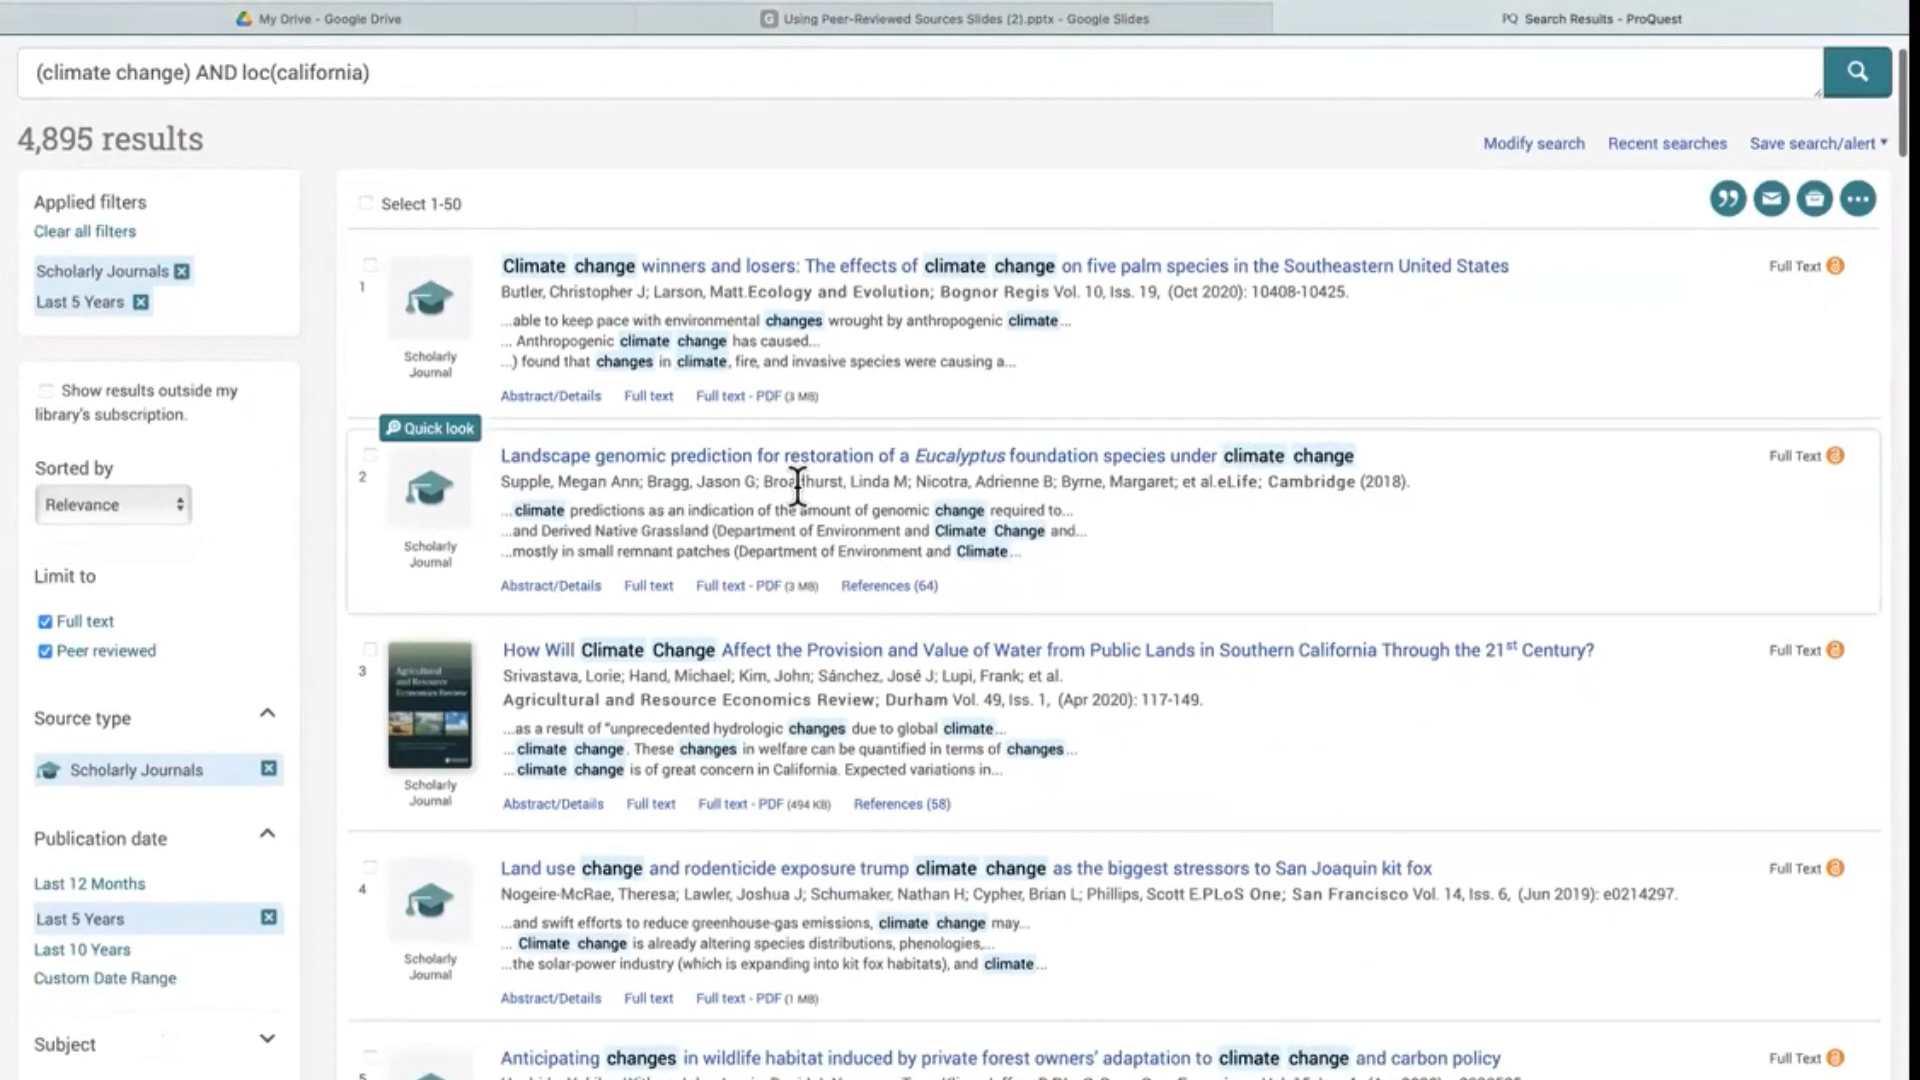 My Drive - Google Drive
Using Peer-Reviewed Sources Slides (2).pptx - Google Slides
PQ Search Results - ProQuest
(climate change) AND loc(california)
4,895 results
Modify search
Recent searches
Save search/alert
Applied filters
Clear all filters
Scholarly Journals
Last 5 Years
Show results outside my
library's subscription.
Sorted by
Relevance
Limit to
Full text
Peer reviewed
Source type
Scholarly Journals
Publication date
Last 12 Months
Last 5 Years
Last 10 Years
Custom Date Range
Subject
Select 1-50
1
Scholarly
Journal
Climate change winners and losers: The effects of climate change on five palm species in the Southeastern United States
Full Text
Butler, Christopher J; Larson, Matt.Ecology and Evolution; Bognor Regis Vol. 10, Iss. 19, (Oct 2020): 10408-10425.
...able to keep pace with environmental changes wrought by anthropogenic climate...
... Anthropogenic climate change has caused...
...) found that changes in climate, fire, and invasive species were causing a...
Abstract/Details Full text Full text - PDF (3 MB)
Quick look
2
Scholarly
Journal
Landscape genomic prediction for restoration of a Eucalyptus foundation species under climate change
Full Text
Supple, Megan Ann; Bragg, Jason G; Broadhurst, Linda M; Nicotra, Adrienne B; Byrne, Margaret; et al.eLife; Cambridge (2018).
...climate predictions as an indication of the amount of genomic change required to...
...and Derived Native Grassland (Department of Environment and Climate Change and...
...mostly in small remnant patches (Department of Environment and Climate...
Abstract/Details Full text Full text - PDF (3 MB) References (64)
3
Agricultural
and Resource
Economics Review
Scholarly
Journal
How Will Climate Change Affect the Provision and Value of Water from Public Lands in Southern California Through the 21st Century?
Full Text
Srivastava, Lorie; Hand, Michael; Kim, John; Sánchez, José J; Lupi, Frank; et al.
Agricultural and Resource Economics Review; Durham Vol. 49, Iss. 1, (Apr 2020): 117-149.
...as a result of "unprecedented hydrologic changes due to global climate...
...climate change. These changes in welfare can be quantified in terms of changes...
...climate change is of great concern in California. Expected variations in...
Abstract/Details Full text Full text - PDF (494 KB) References (58)
4
Scholarly
Journal
Land use change and rodenticide exposure trump climate change as the biggest stressors to San Joaquin kit fox
Full Text
Nogeire-McRae, Theresa; Lawler, Joshua J; Schumaker, Nathan H; Cypher, Brian L; Phillips, Scott E.PLoS One; San Francisco Vol. 14, Iss. 6, (Jun 2019): e0214297.
...and swift efforts to reduce greenhouse-gas emissions, climate change may...
... Climate change is already altering species distributions, phenologies,...
...the solar-power industry (which is expanding into kit fox habitats), and climate...
Abstract/Details Full text Full text - PDF (1 MB)
Anticipating changes in wildlife habitat induced by private forest owners' adaptation to climate change and carbon policy
Full Text